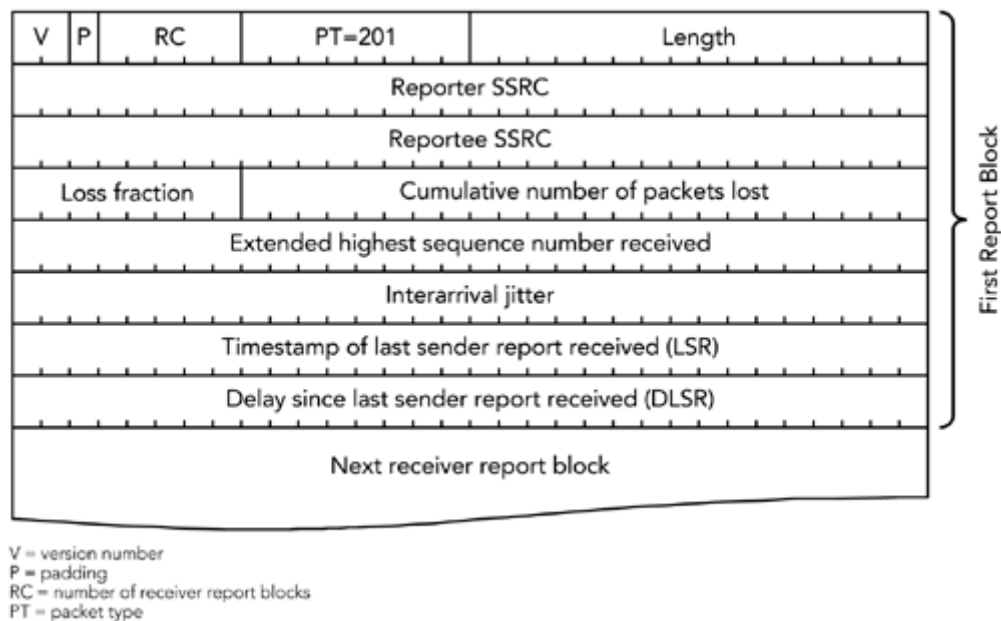 V P RC PT=201 Length
Reporter SSRC
Reportee SSRC
Loss fraction Cumulative number of packets lost
Extended highest sequence number received
Interarrival jitter
Timestamp of last sender report received (LSR)
Delay since last sender report received (DLSR)
Next receiver report block
First Report Block
V = version number
P = padding
RC = number of receiver report blocks
PT = packet type